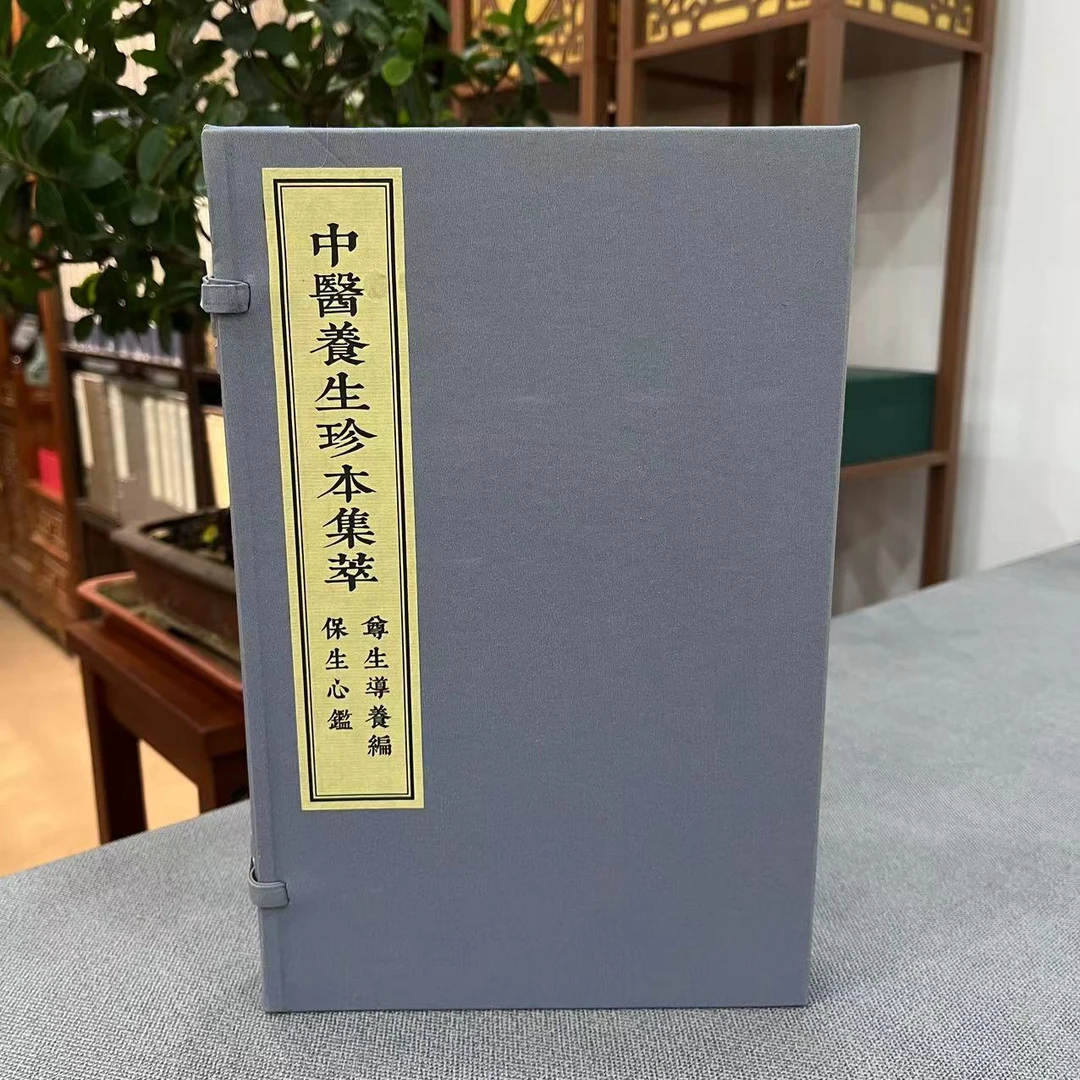 中醫養生珍本集萃
尊生導養編
保生心鑑